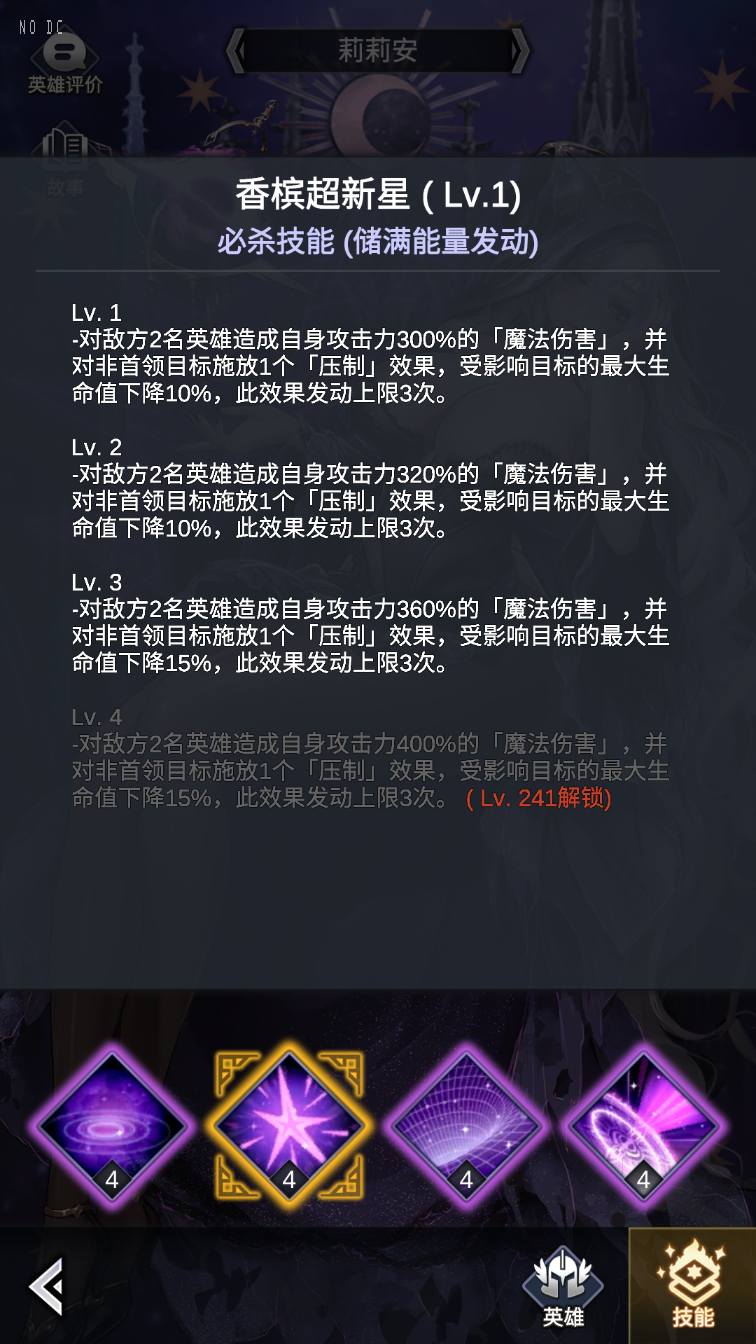 NO DC
莉莉安
英雄评价
故事
香槟超新星 ( Lv.1)
必杀技能 (储满能量发动)
Lv. 1
-对敌方2名英雄造成自身攻击力300%的「魔法伤害」，并
对非首领目标施放1个「压制」效果，受影响目标的最大生
命值下降10%，此效果发动上限3次。
Lv. 2
-对敌方2名英雄造成自身攻击力320%的「魔法伤害」，并
对非首领目标施放1个「压制」效果，受影响目标的最大生
命值下降10%，此效果发动上限3次。
Lv. 3
-对敌方2名英雄造成自身攻击力360%的「魔法伤害」，并
对非首领目标施放1个「压制」效果，受影响目标的最大生
命值下降15%，此效果发动上限3次。
Lv. 4
-对敌方2名英雄造成自身攻击力400%的「魔法伤害」，并
对非首领目标施放1个「压制」效果，受影响目标的最大生
命值下降15%，此效果发动上限3次。 ( Lv. 241解锁)
4 4 4 4
英雄 技能